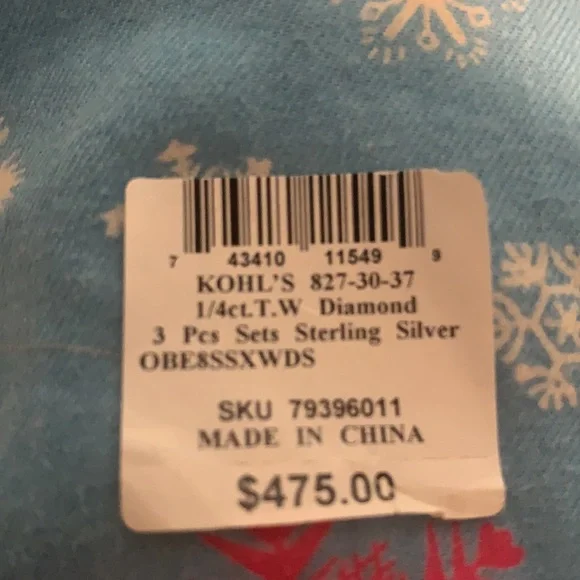 7 43410 11549 9
KOHL'S 827-30-37
1/4ct.T.W Diamond
3 Pcs Sets Sterling Silver
OBE8SSXWDS
SKU 79396011
MADE IN CHINA
$475.00